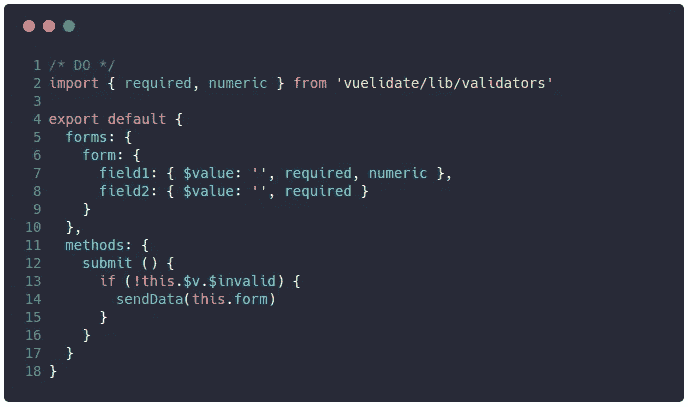 1 /* DO */
2 import { required, numeric } from 'vuelidate/lib/validators'
3
4 export default {
5   forms: {
6     form: {
7       field1: { $value: '', required, numeric },
8       field2: { $value: '', required }
9     }
10   },
11   methods: {
12     submit () {
13       if (!this.$v.$invalid) {
14         sendData(this.form)
15       }
16     }
17   }
18 }